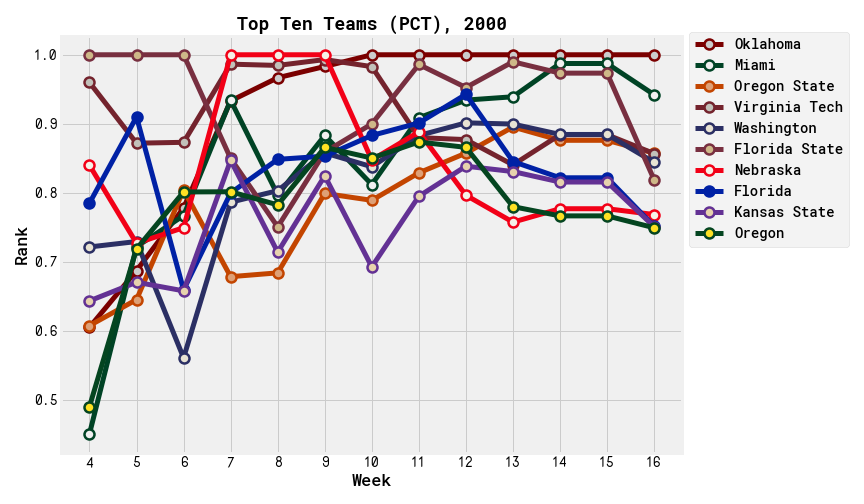 Top Ten Teams (PCT), 2000
1.0
0.9
0.8
0.7
0.6
0.5
Rank
4 5 6 7 8 9 10 11 12 13 14 15 16
Week
Oklahoma
Miami
Oregon State
Virginia Tech
Washington
Florida State
Nebraska
Florida
Kansas State
Oregon